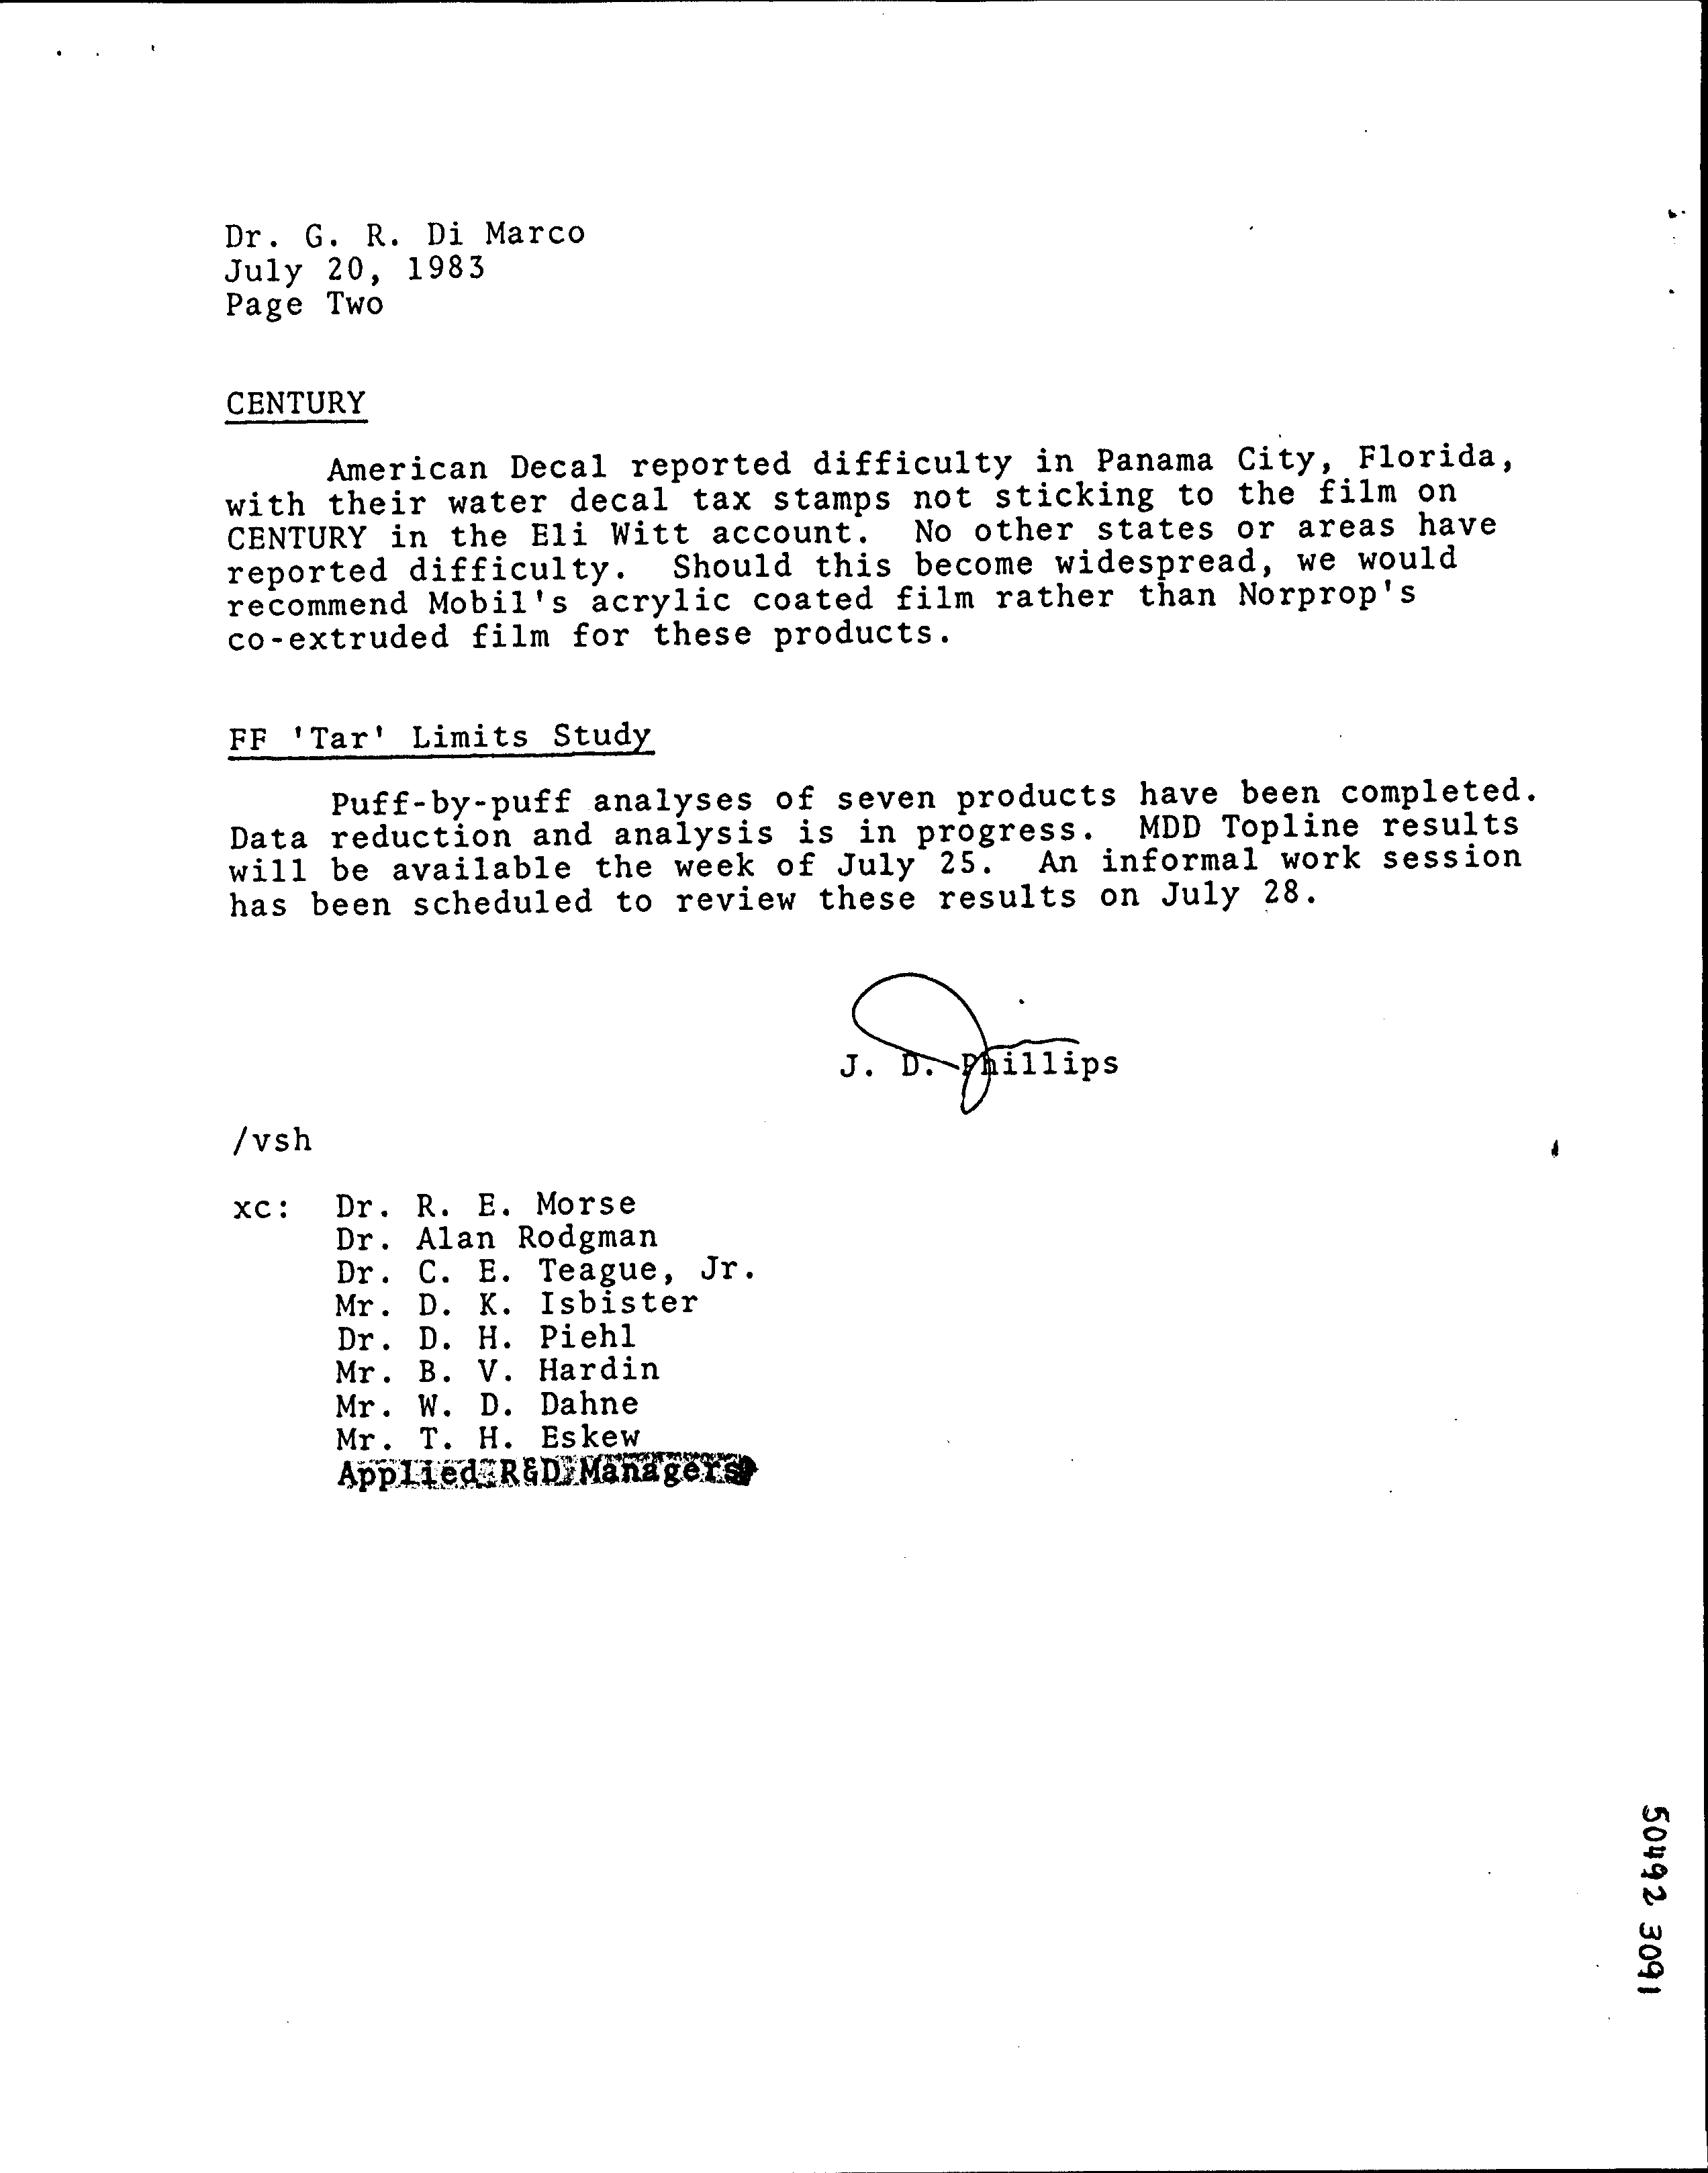 Dr. G. R. Di Marco
July 20, 1983
Page Two
CENTURY
American Decal reported difficulty in Panama City, Florida,
with their water decal tax stamps not sticking to the film on
CENTURY in the Eli Witt account. No other states or areas have
reported difficulty. Should this become widespread, we would
recommend Mobil's acrylic coated film rather than Norprop's
co-extruded film for these products.
FF 'Tar' Limits Study
Puff-by-puff analyses of seven products have been completed.
Data reduction and analysis is in progress. MDD Topline results
will be available the week of July 25. An informal work session
has been scheduled to review these results on July 28.
J. D. Phillips
/vsh
xc: Dr. R. E. Morse
Dr. Alan Rodgman
Dr. C. E. Teague, Jr.
Mr. D. K. Isbister
Dr. D. H. Piehl
Mr. B. V. Hardin
Mr. W. D. Dahne
Mr. T. H. Eskew
Applied R&D Managers
50492 3091